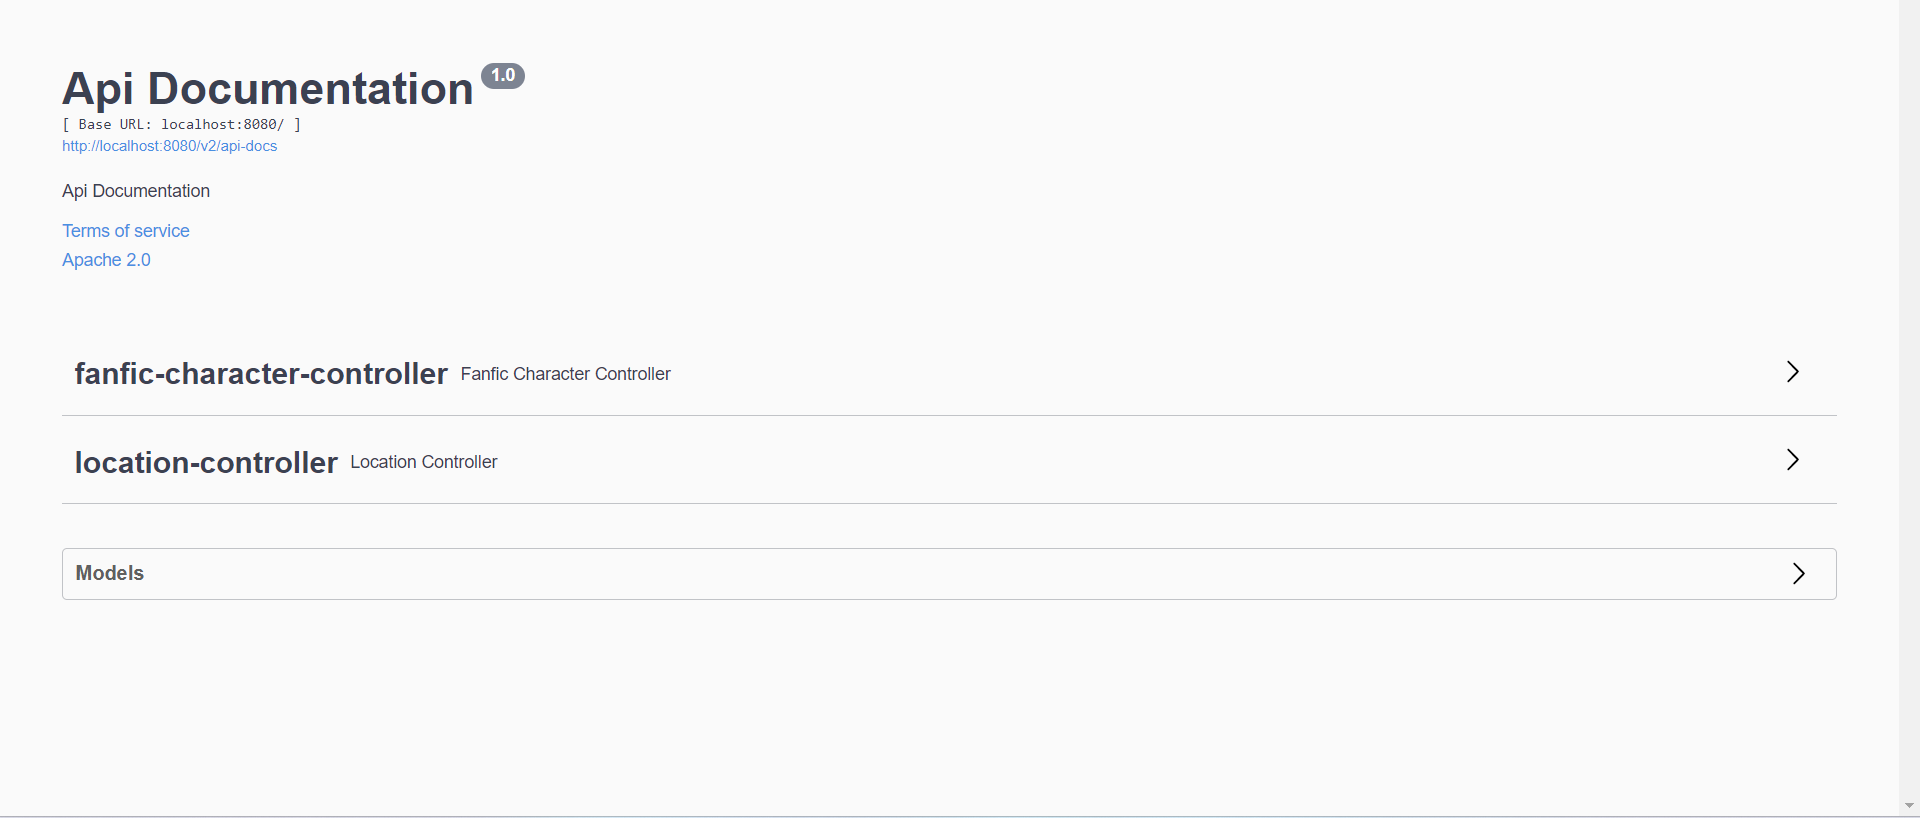 Api Documentation 1.0
[ Base URL: localhost:8080/ ]
http://localhost:8080/v2/api-docs
Api Documentation
Terms of service
Apache 2.0
fanfic-character-controller Fanfic Character Controller
location-controller Location Controller
Models